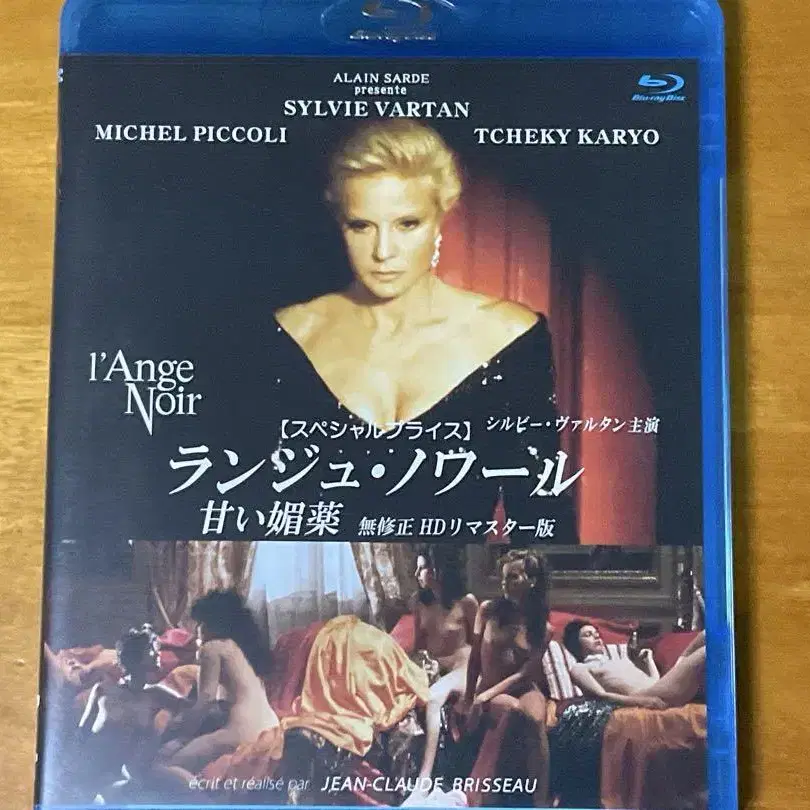 Blu-ray Disc
ALAIN SARDE
presente
SYLVIE VARTAN
MICHEL PICCOLI
TCHEKY KARYO
l'Ange
Noir
【スペシャルプライス】
シルビー・ヴァルタン主演
ランジュ・ノワール
甘い媚薬 無修正 HDリマスター版
écrit et réalisé par JEAN-CLAUDE BRISSEAU